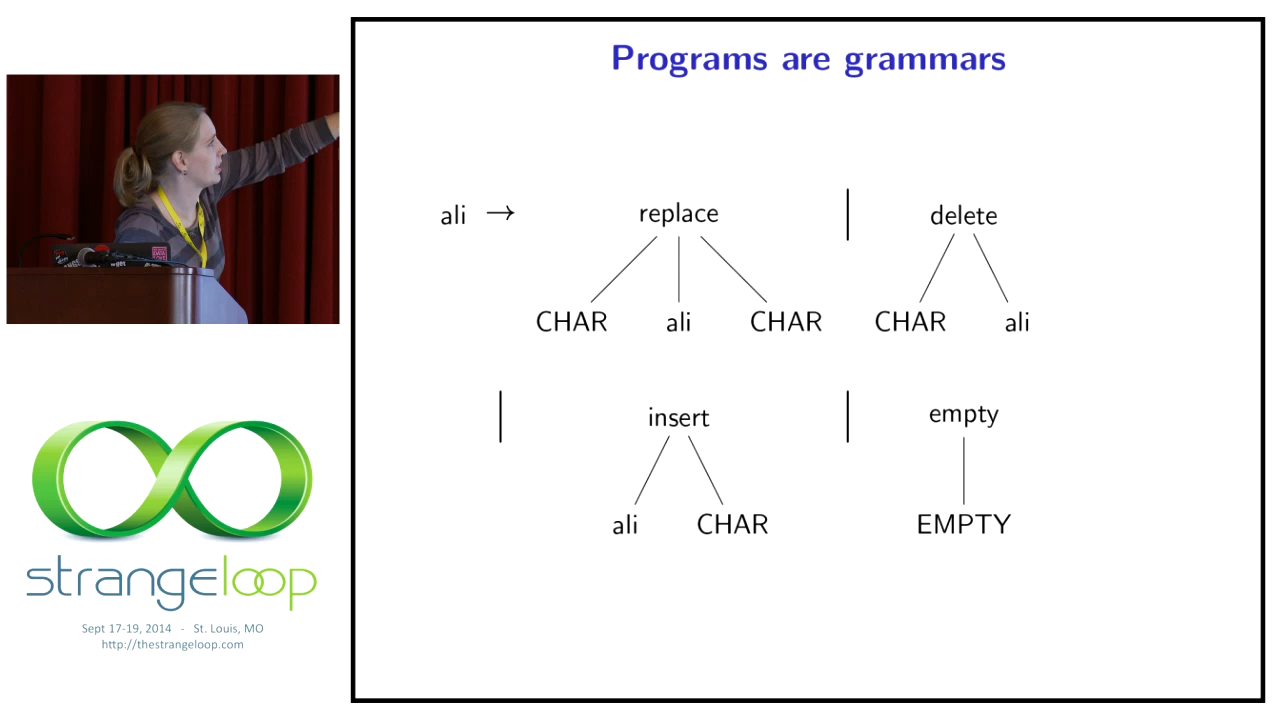 Programs are grammars
ali → replace | delete
CHAR ali CHAR CHAR ali
| insert | empty
ali CHAR EMPTY
strangeloop
Sept 17-19, 2014 - St. Louis, MO
http://thestrangeloop.com